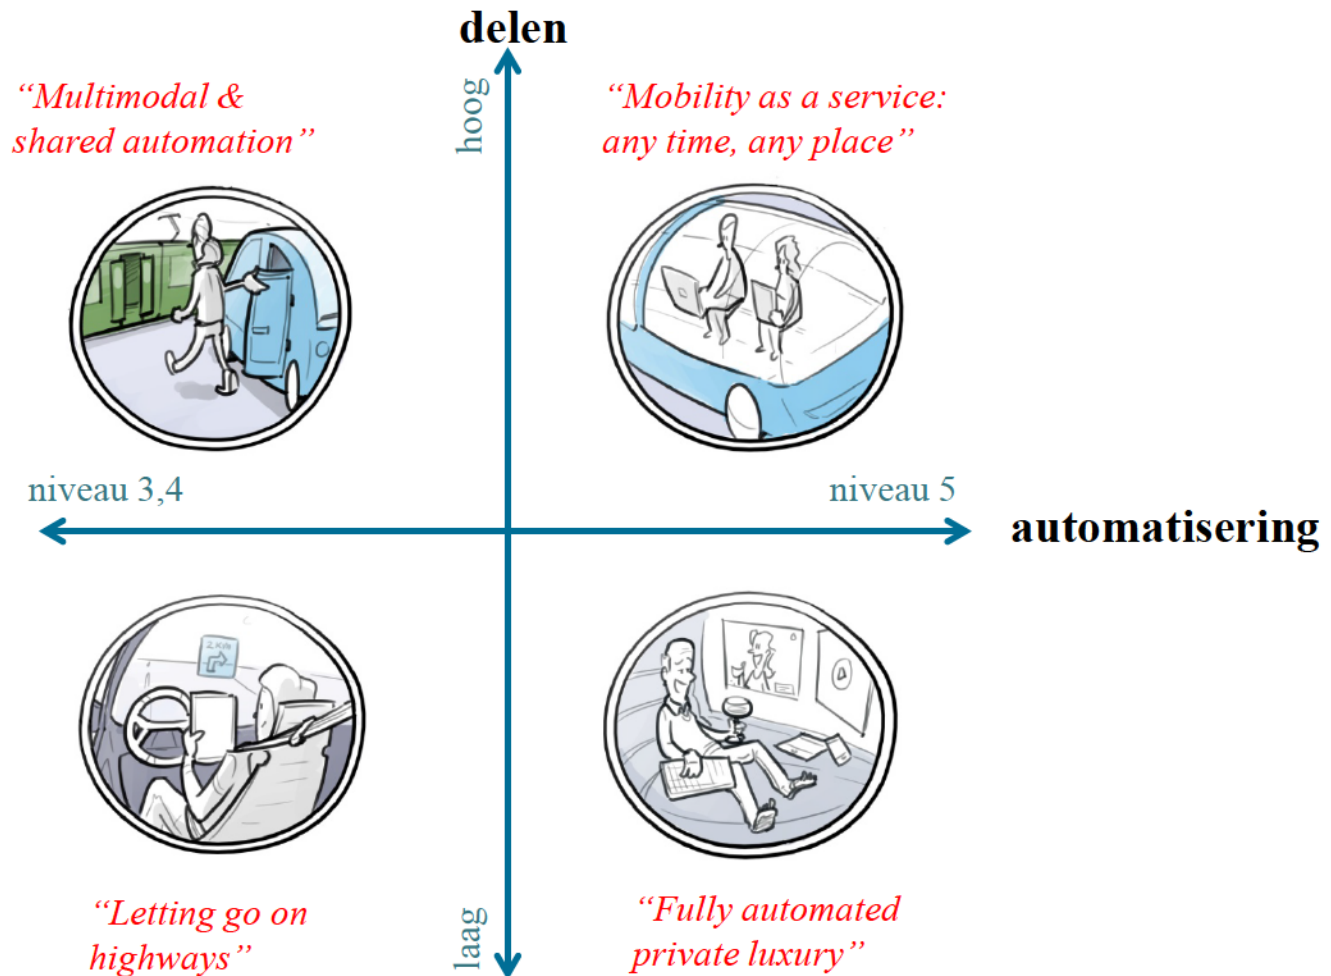 delen
hoog
“Multimodal &
shared automation”
“Mobility as a service:
any time, any place”
niveau 3,4
niveau 5
automatisering
“Letting go on
highways”
laag
“Fully automated
private luxury”